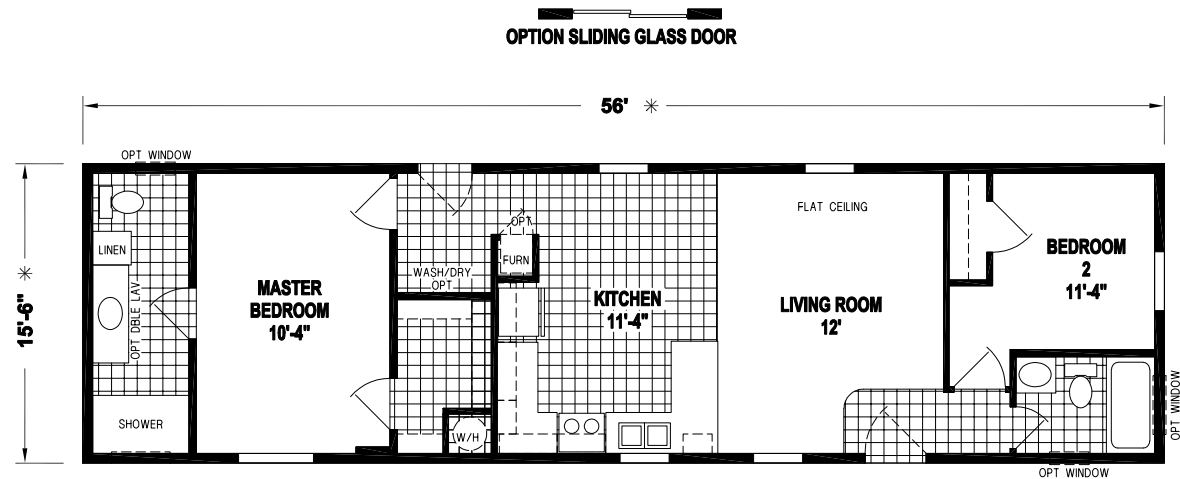 OPTION SLIDING GLASS DOOR
56' ✳
OPT WINDOW
15'-6" ✳
LINEN
OPT DBLE LAV
SHOWER
MASTER
BEDROOM
10'-4"
WASH/DRY
OPT
OPT
FURN
W/H
KITCHEN
11'-4"
FLAT CEILING
LIVING ROOM
12'
BEDROOM
2
11'-4"
OPT WINDOW
OPT WINDOW